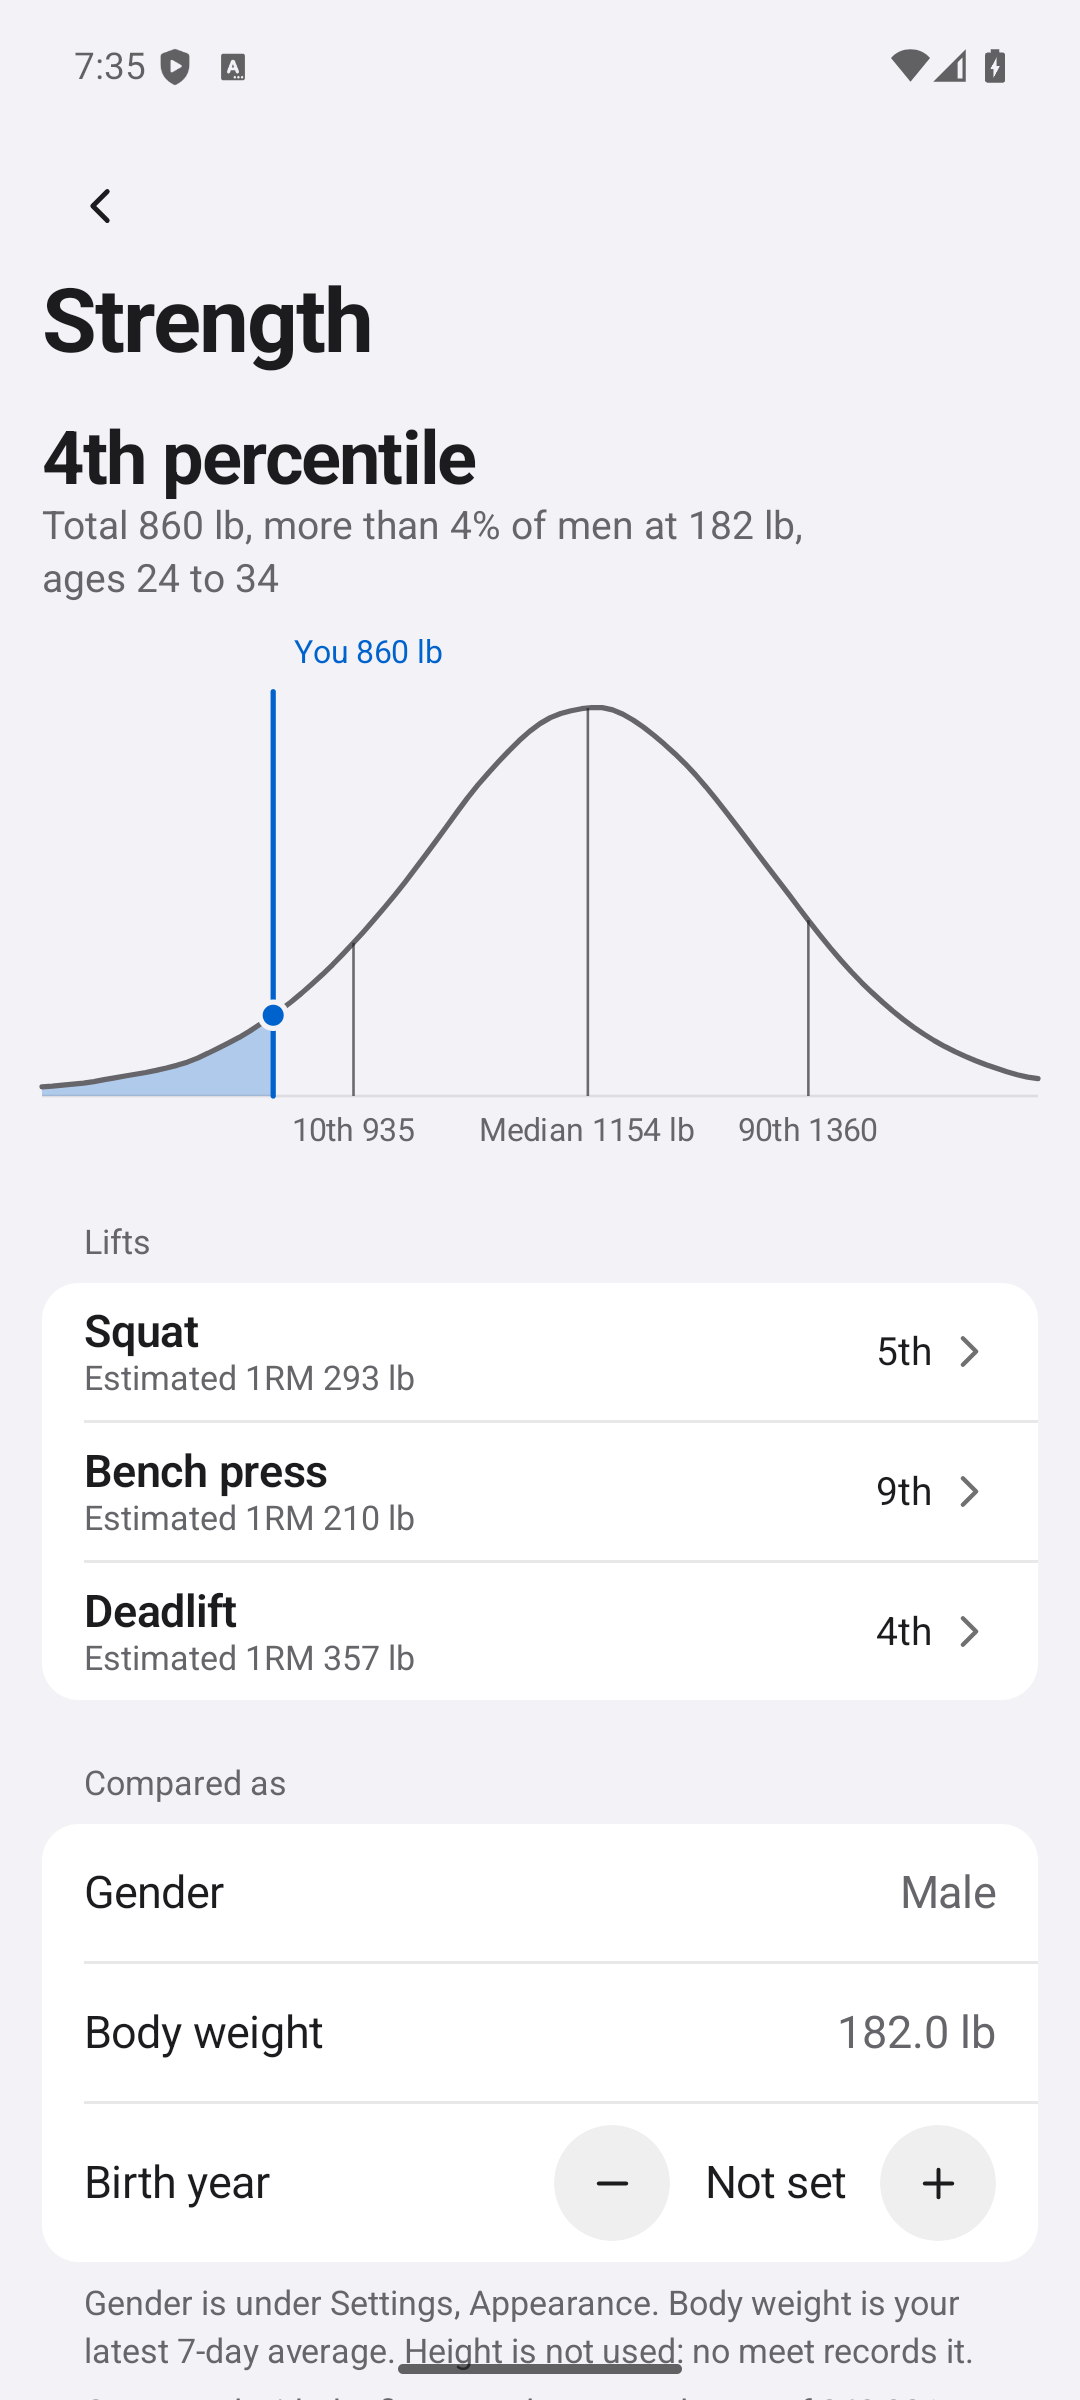 7:35
Strength
4th percentile
Total 860 lb, more than 4% of men at 182 lb,
ages 24 to 34
You 860 lb
10th 935
Median 1154 lb
90th 1360
Lifts
Squat
Estimated 1RM 293 lb
5th
Bench press
Estimated 1RM 210 lb
9th
Deadlift
Estimated 1RM 357 lb
4th
Compared as
Gender
Male
Body weight
182.0 lb
Birth year
− Not set +
Gender is under Settings, Appearance. Body weight is your
latest 7-day average. Height is not used: no meet records it.